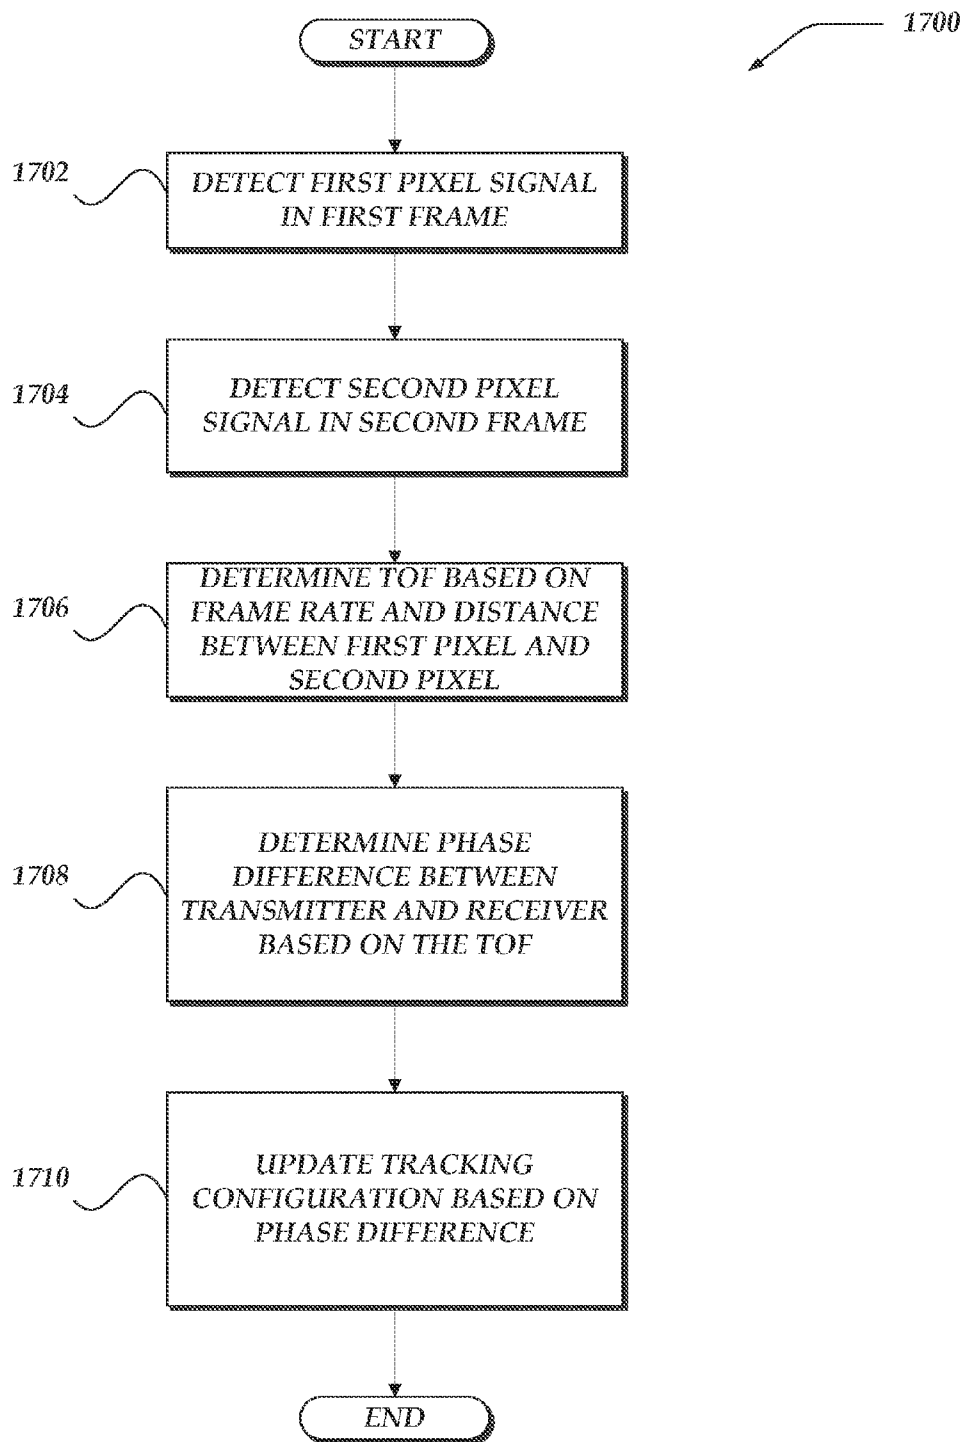 START
1700
1702
DETECT FIRST PIXEL SIGNAL
IN FIRST FRAME
1704
DETECT SECOND PIXEL
SIGNAL IN SECOND FRAME
1706
DETERMINE TOF BASED ON
FRAME RATE AND DISTANCE
BETWEEN FIRST PIXEL AND
SECOND PIXEL
1708
DETERMINE PHASE
DIFFERENCE BETWEEN
TRANSMITTER AND RECEIVER
BASED ON THE TOF
1710
UPDATE TRACKING
CONFIGURATION BASED ON
PHASE DIFFERENCE
END